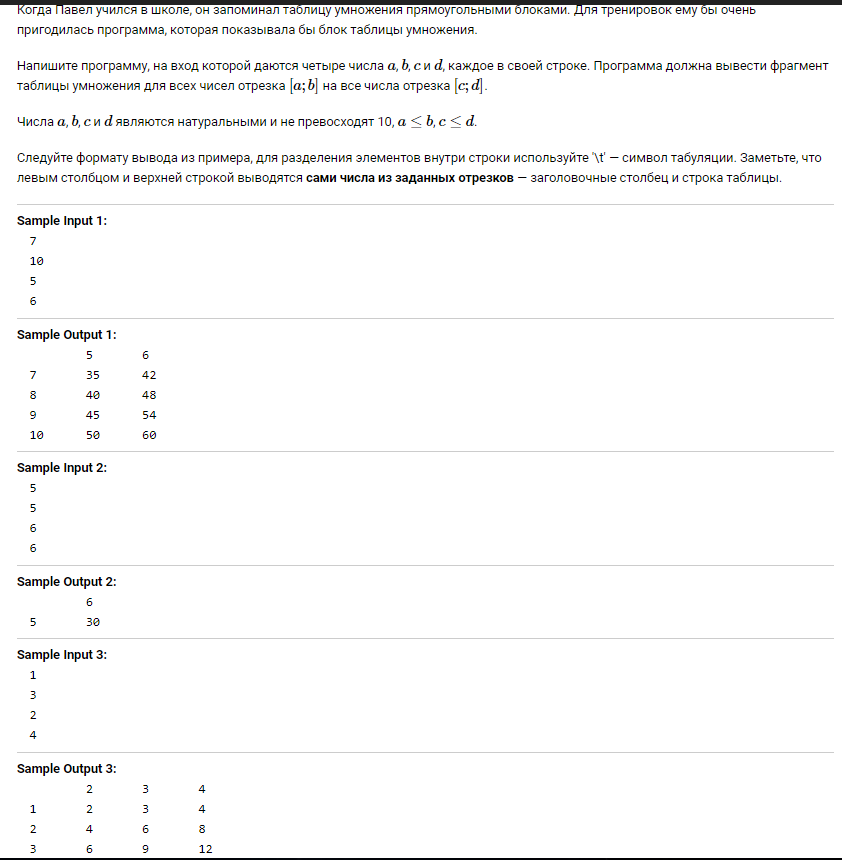 Когда Павел учился в школе, он запоминал таблицу умножения прямоугольными блоками. Для тренировок ему бы очень
пригодилась программа, которая показывала бы блок таблицы умножения.
Напишите программу, на вход которой даются четыре числа a, b, c и d, каждое в своей строке. Программа должна вывести фрагмент
таблицы умножения для всех чисел отрезка [a; b] на все числа отрезка [c; d].
Числа a, b, c и d являются натуральными и не превосходят 10, a ≤ b, c ≤ d.
Следуйте формату вывода из примера, для разделения элементов внутри строки используйте '\t' — символ табуляции. Заметьте, что
левым столбцом и верхней строкой выводятся сами числа из заданных отрезков — заголовочные столбец и строка таблицы.
Sample Input 1:
7
10
5
6
Sample Output 1:
5 6
7 35 42
8 40 48
9 45 54
10 50 60
Sample Input 2:
5
5
6
6
Sample Output 2:
6
5 30
Sample Input 3:
1
3
2
4
Sample Output 3:
2 3 4
1 2 3 4
2 4 6 8
3 6 9 12